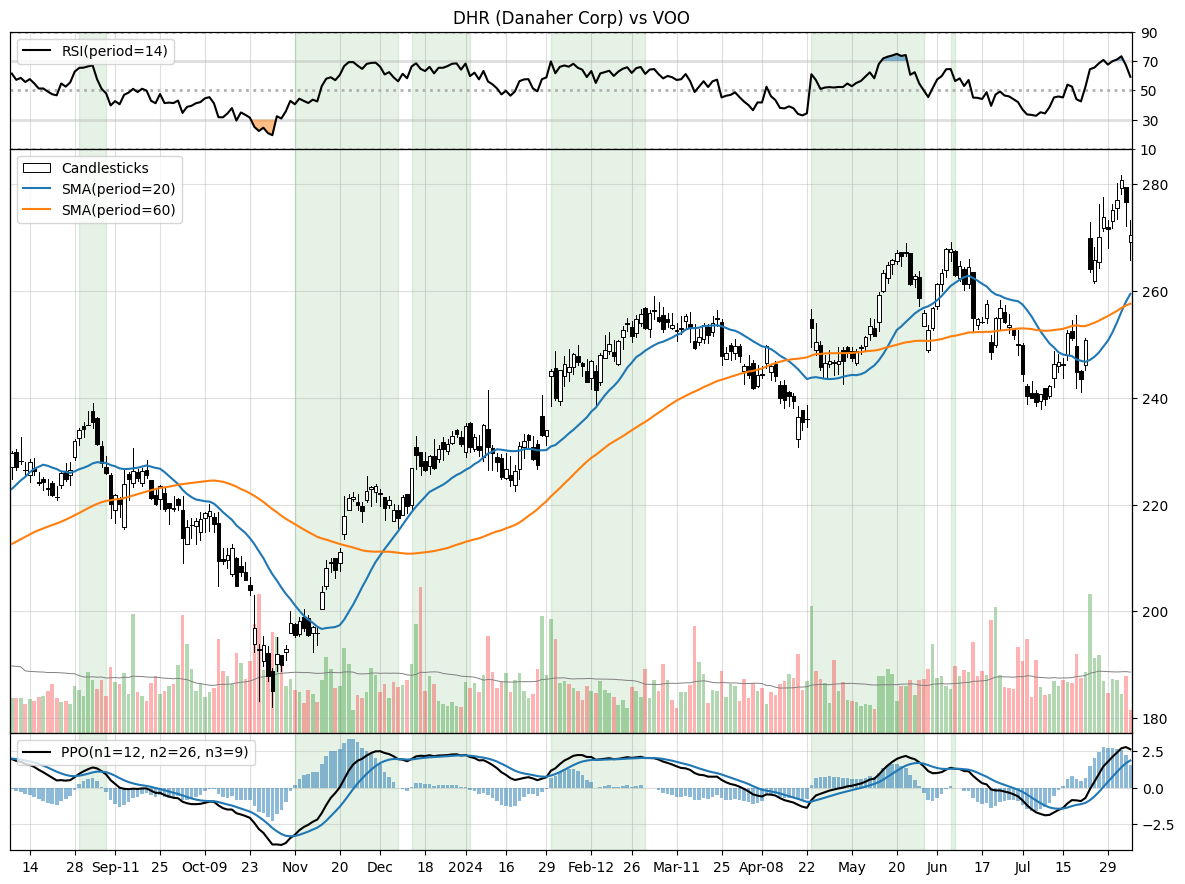 DHR (Danaher Corp) vs VOO
RSI(period=14)
90
70
50
30
10
Candlesticks
SMA(period=20)
SMA(period=60)
280
260
240
220
200
180
PPO(n1=12, n2=26, n3=9)
2.5
0.0
−2.5
14 28 Sep-11 25 Oct-09 23 Nov 20 Dec 18 2024 16 29 Feb-12 26 Mar-11 25 Apr-08 22 May 20 Jun 17 Jul 15 29